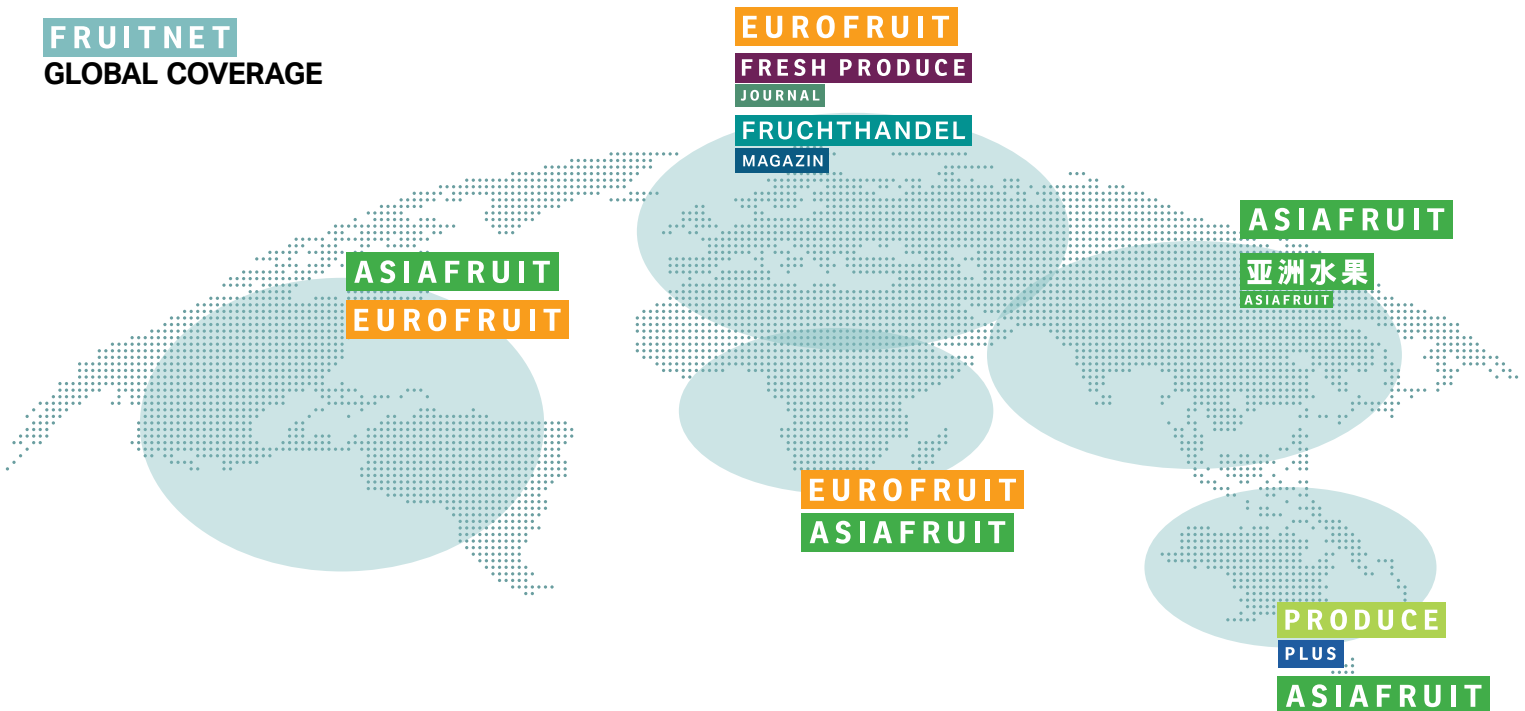 FRUITNET
GLOBAL COVERAGE
EUROFRUIT
FRESH PRODUCE
JOURNAL
FRUCHTHANDEL
MAGAZIN
ASIAFRUIT
亚洲水果
ASIAFRUIT
ASIAFRUIT
EUROFRUIT
EUROFRUIT
ASIAFRUIT
PRODUCE
PLUS
ASIAFRUIT